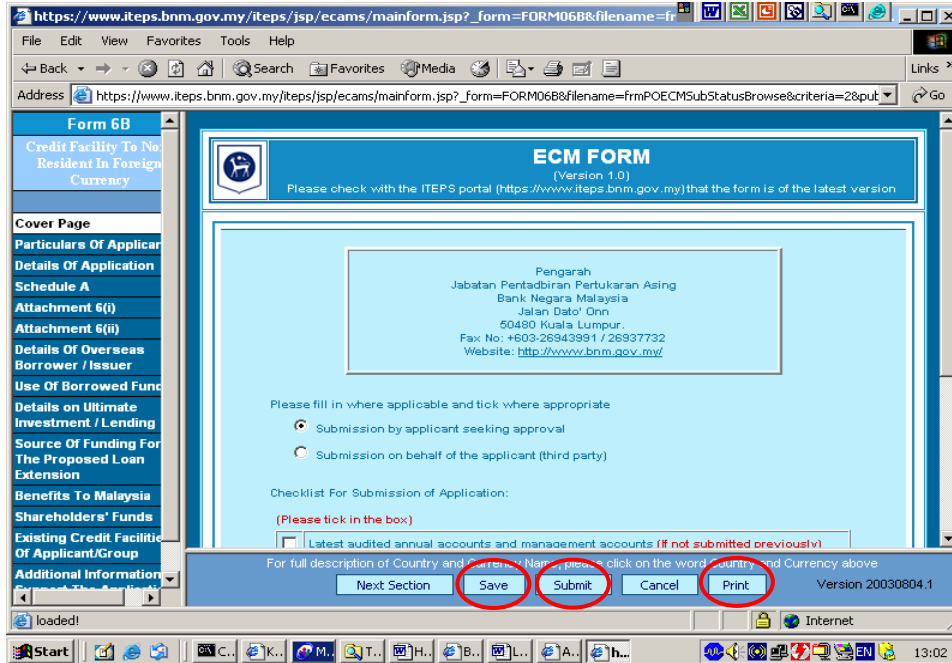 https://www.iteps.bnm.gov.my/iteps/jsp/ecams/mainform.jsp?_form=FORM06B&filename=fr
File Edit View Favorites Tools Help
Back Search Favorites Media Links
Address https://www.iteps.bnm.gov.my/iteps/jsp/ecams/mainform.jsp?_form=FORM06B&filename=frmPOECMSubStatusBrowse&criteria=2&put Go
Form 6B
Credit Facility To No
Resident In Foreign
Currency
Cover Page
Particulars Of Applicar
Details Of Application
Schedule A
Attachment 6(i)
Attachment 6(ii)
Details Of Overseas
Borrower / Issuer
Use Of Borrowed Fund
Details on Ultimate
Investment / Lending
Source Of Funding For
The Proposed Loan
Extension
Benefits To Malaysia
Shareholders' Funds
Existing Credit Facilitie
Of Applicant/Group
Additional Information
ECM FORM
(Version 1.0)
Please check with the ITEPS portal (https://www.iteps.bnm.gov.my) that the form is of the latest version
Pengarah
Jabatan Pentadbiran Pertukaran Asing
Bank Negara Malaysia
Jalan Dato' Onn
50480 Kuala Lumpur.
Fax No: +603-26943991 / 26937732
Website: http://www.bnm.gov.my/
Please fill in where applicable and tick where appropriate
Submission by applicant seeking approval
Submission on behalf of the applicant (third party)
Checklist For Submission of Application:
(Please tick in the box)
Latest audited annual accounts and management accounts (If not submitted previously)
For full description of Country and Currency Name, please click on the word Country and Currency above
Next Section Save Submit Cancel Print Version 20030804.1
loaded! Internet
Start C.. K.. M.. T.. H.. B.. L.. A.. h... EN 13:02